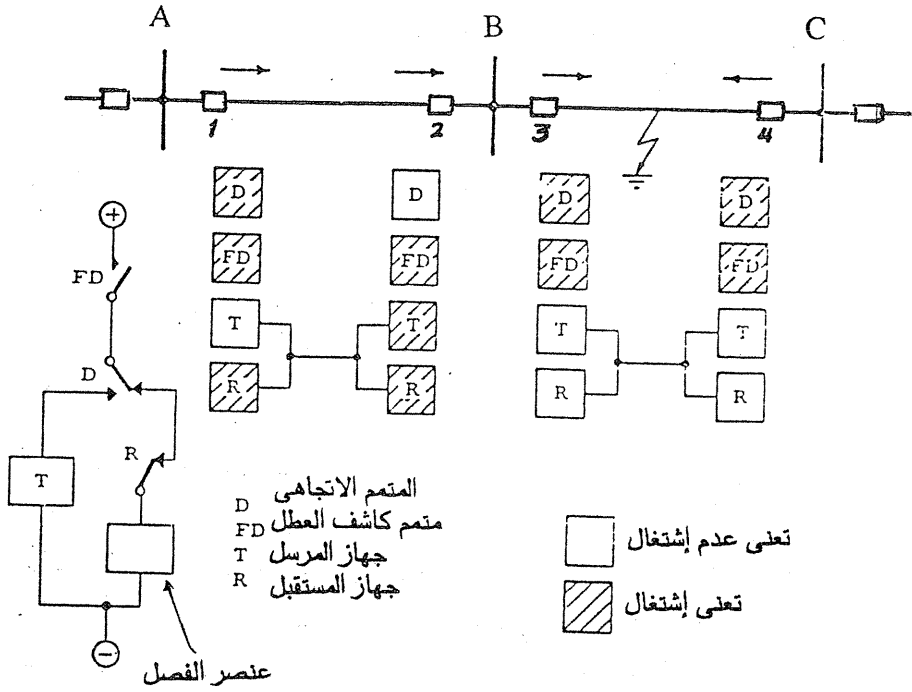 A B C
1 2 3 4
D D D D
FD FD FD FD
T T T T
R R R R
+
FD
D
R
T
−
عنصر الفصل
D المتمم الاتجاهى
FD متمم كاشف العطل
T جهاز المرسل
R جهاز المستقبل
تعنى عدم إشتغال
تعنى إشتغال